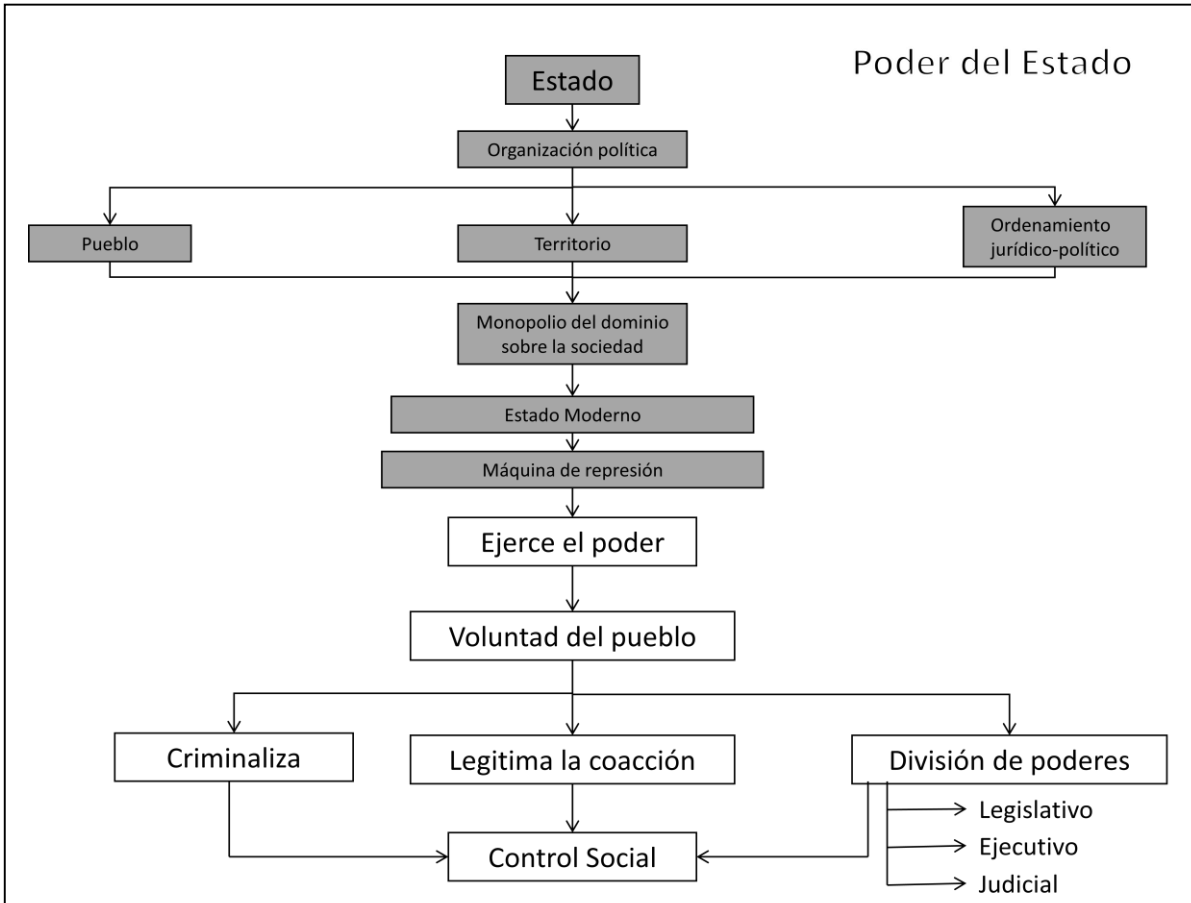 Poder del Estado
Estado
Organización política
Pueblo
Territorio
Ordenamiento
jurídico-político
Monopolio del dominio
sobre la sociedad
Estado Moderno
Máquina de represión
Ejerce el poder
Voluntad del pueblo
Criminaliza
Legitima la coacción
División de poderes
Legislativo
Ejecutivo
Judicial
Control Social